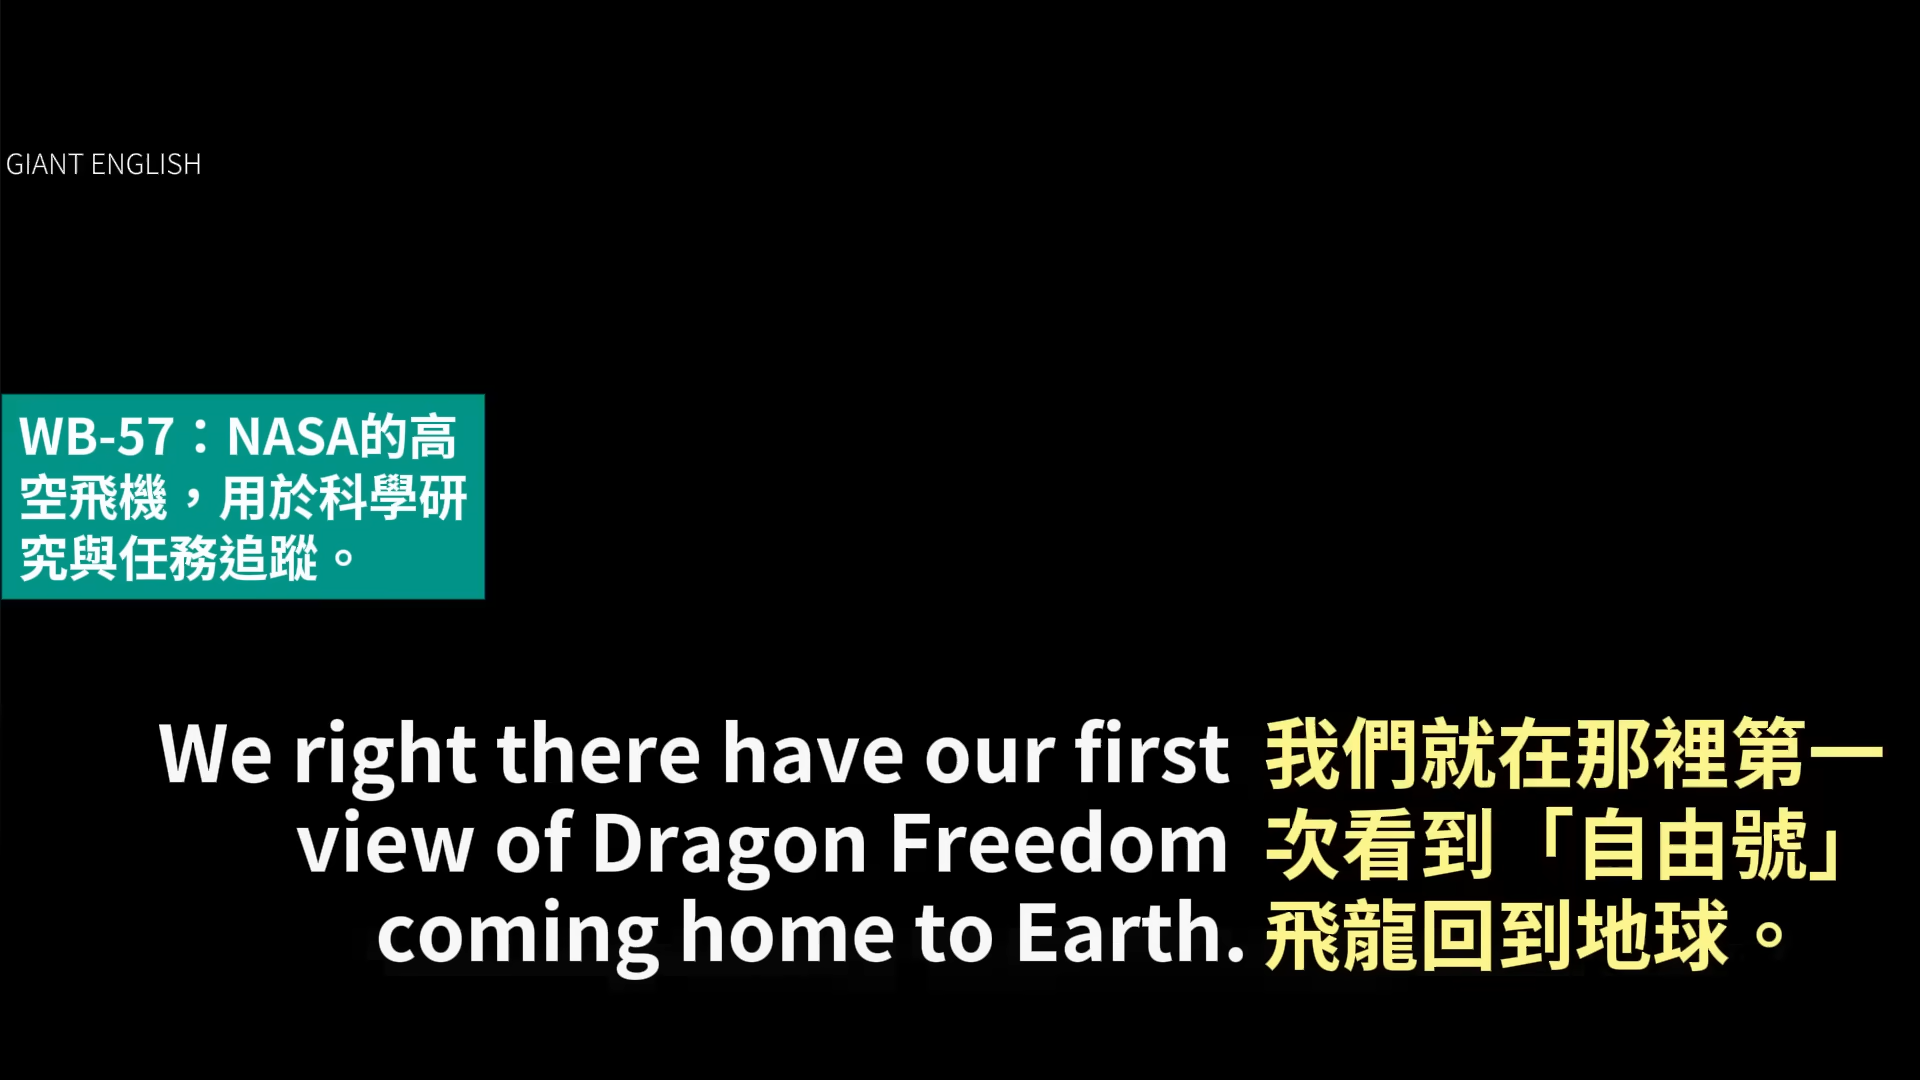 GIANT ENGLISH
WB-57：NASA的高
空飛機，用於科學研
究與任務追蹤。
We right there have our first
view of Dragon Freedom
coming home to Earth.
我們就在那裡第一
次看到「自由號」
飛龍回到地球。